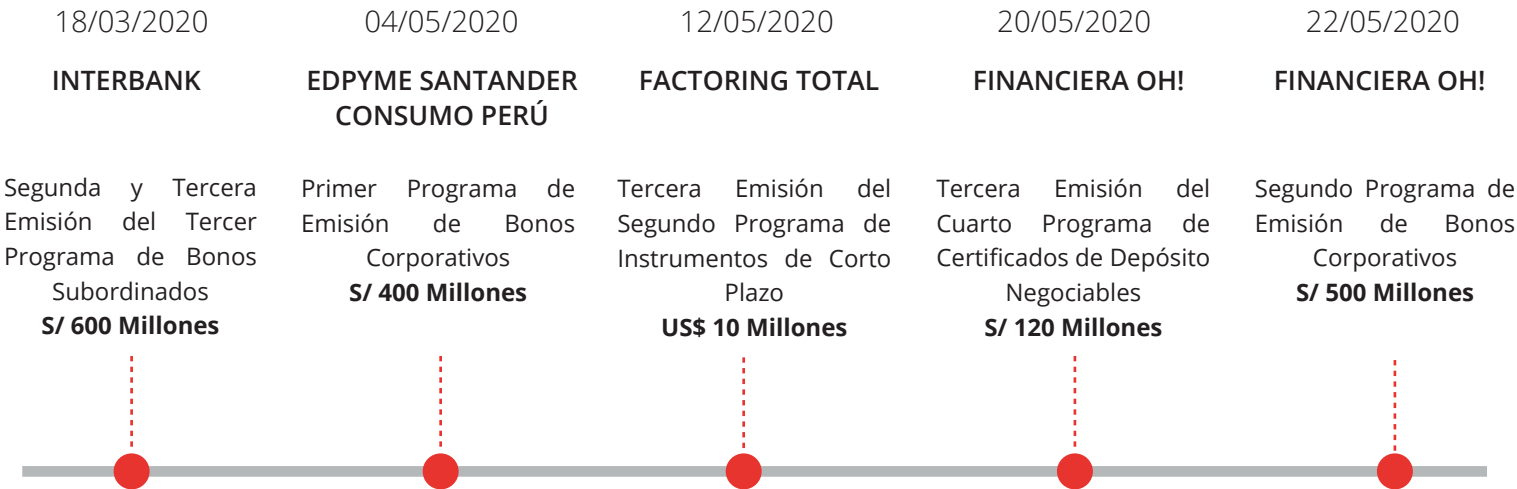 18/03/2020
INTERBANK
Segunda y Tercera
Emisión del Tercer
Programa de Bonos
Subordinados
S/ 600 Millones
04/05/2020
EDPYME SANTANDER
CONSUMO PERÚ
Primer Programa de
Emisión de Bonos
Corporativos
S/ 400 Millones
12/05/2020
FACTORING TOTAL
Tercera Emisión del
Segundo Programa de
Instrumentos de Corto
Plazo
US$ 10 Millones
20/05/2020
FINANCIERA OH!
Tercera Emisión del
Cuarto Programa de
Certificados de Depósito
Negociables
S/ 120 Millones
22/05/2020
FINANCIERA OH!
Segundo Programa de
Emisión de Bonos
Corporativos
S/ 500 Millones